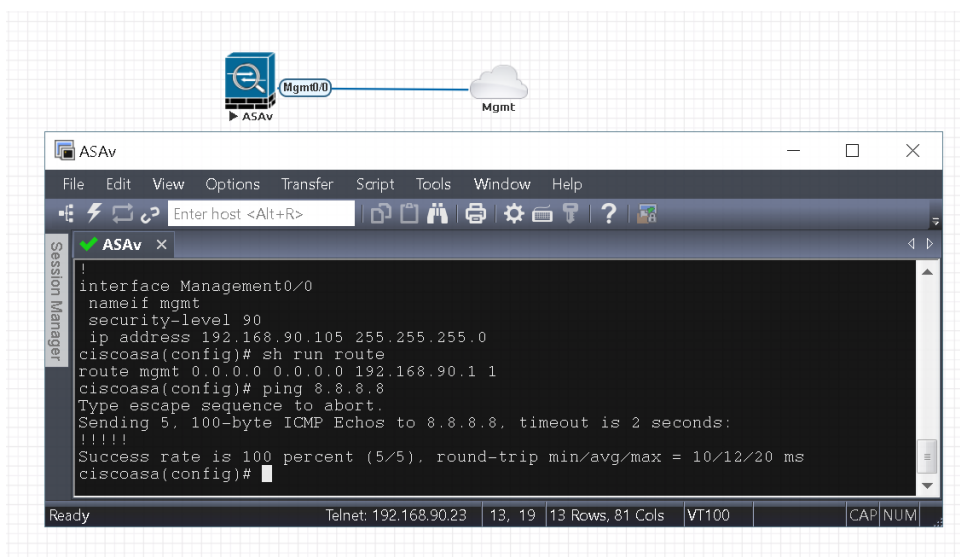 Mgmt0/0
ASAv
Mgmt
ASAv
File Edit View Options Transfer Script Tools Window Help
Enter host <Alt+R>
ASAv
Session Manager
!
interface Management0/0
 nameif mgmt
 security-level 90
 ip address 192.168.90.105 255.255.255.0
ciscoasa(config)# sh run route
route mgmt 0.0.0.0 0.0.0.0 192.168.90.1 1
ciscoasa(config)# ping 8.8.8.8
Type escape sequence to abort.
Sending 5, 100-byte ICMP Echos to 8.8.8.8, timeout is 2 seconds:
!!!!!
Success rate is 100 percent (5/5), round-trip min/avg/max = 10/12/20 ms
ciscoasa(config)#
Ready Telnet: 192.168.90.23 13, 19 13 Rows, 81 Cols VT100 CAP NUM